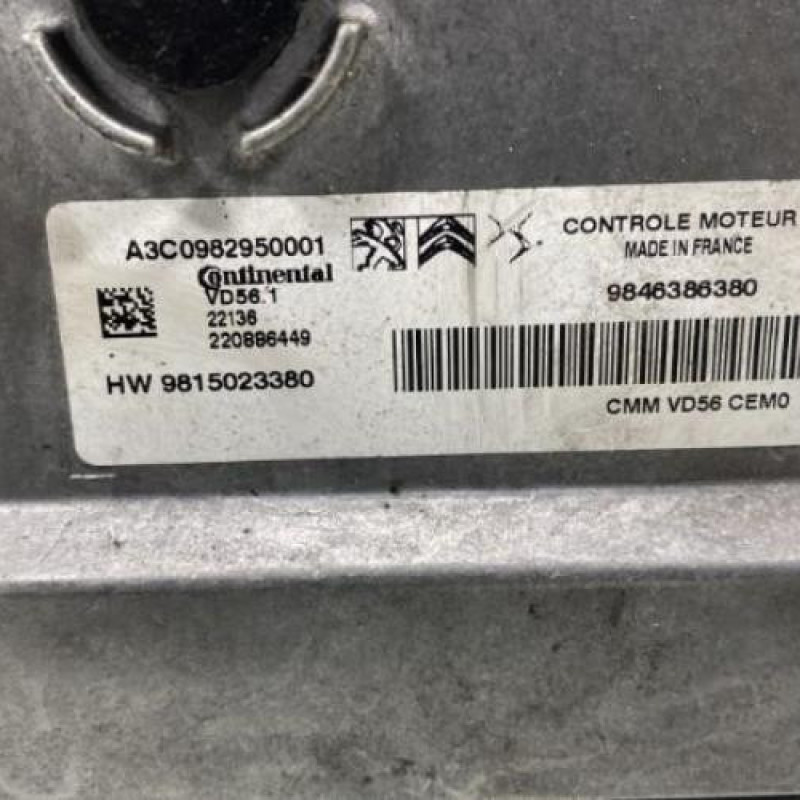 A3C0982950001
Continental
VD56.1
22136
220886449
HW 9815023380
CONTROLE MOTEUR
MADE IN FRANCE
9846386380
CMM VD56 CEM0